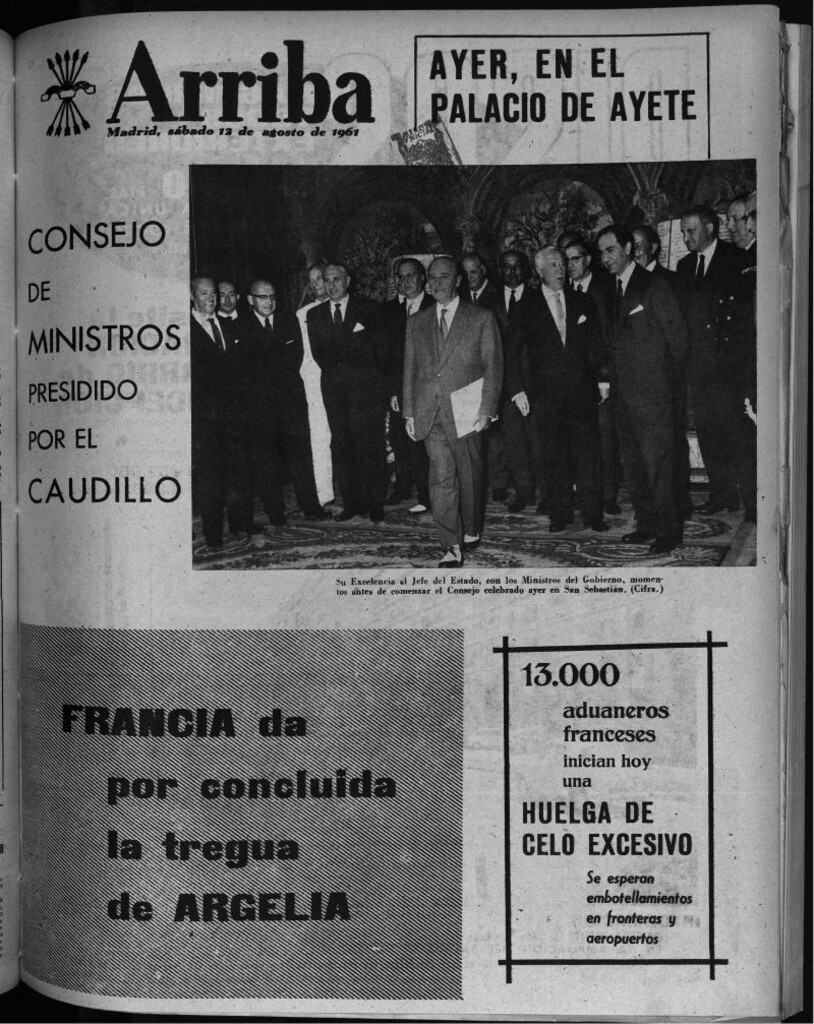 Arriba
Madrid, sábado 12 de agosto de 1961
AYER, EN EL
PALACIO DE AYETE
CONSEJO
DE
MINISTROS
PRESIDIDO
POR EL
CAUDILLO
Su Excelencia el Jefe del Estado, con los Ministros del Gobierno, momen-
tos antes de comenzar el Consejo celebrado ayer en San Sebastián. (Cifra.)
FRANCIA da
por concluida
la tregua
de ARGELIA
13.000
aduaneros
franceses
inician hoy
una
HUELGA DE
CELO EXCESIVO
Se esperan
embotellamientos
en fronteras y
aeropuertos